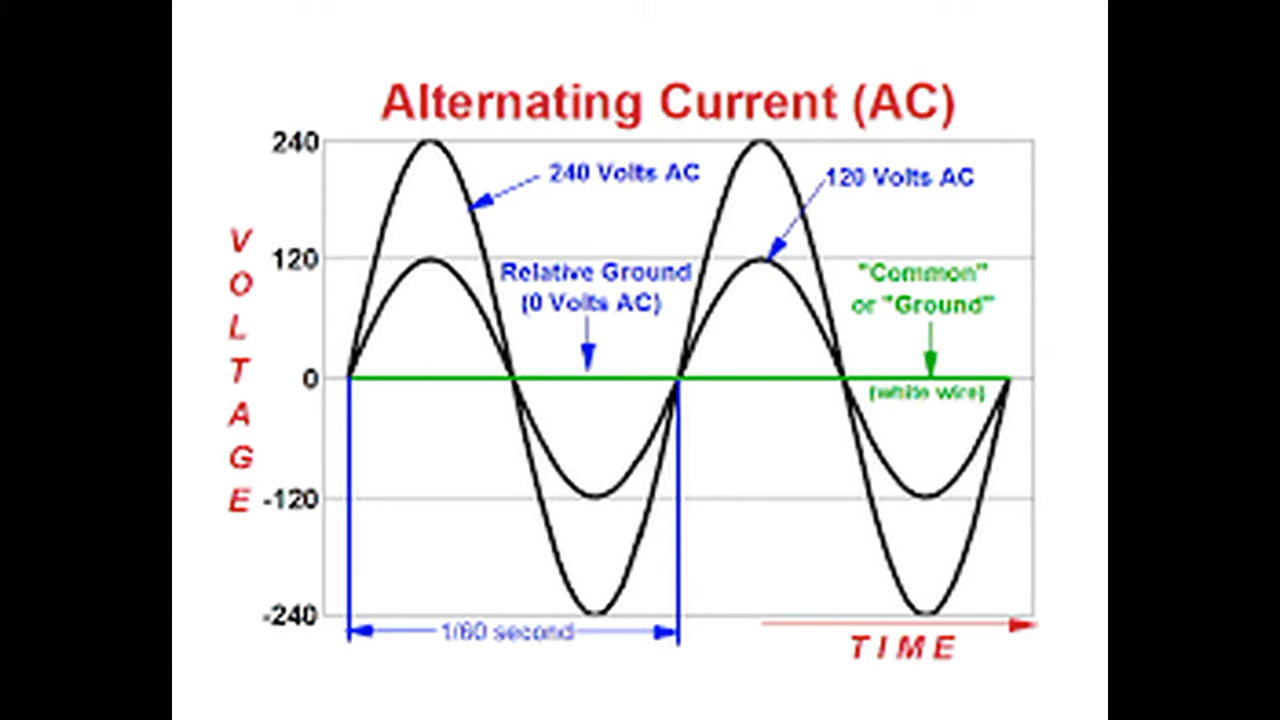 Alternating Current (AC)
240
240 Volts AC
120 Volts AC
VOLTAGE
120
Relative Ground
(0 Volts AC)
"Common"
or "Ground"
0
(white wire)
-120
-240
1/60 second
TIME